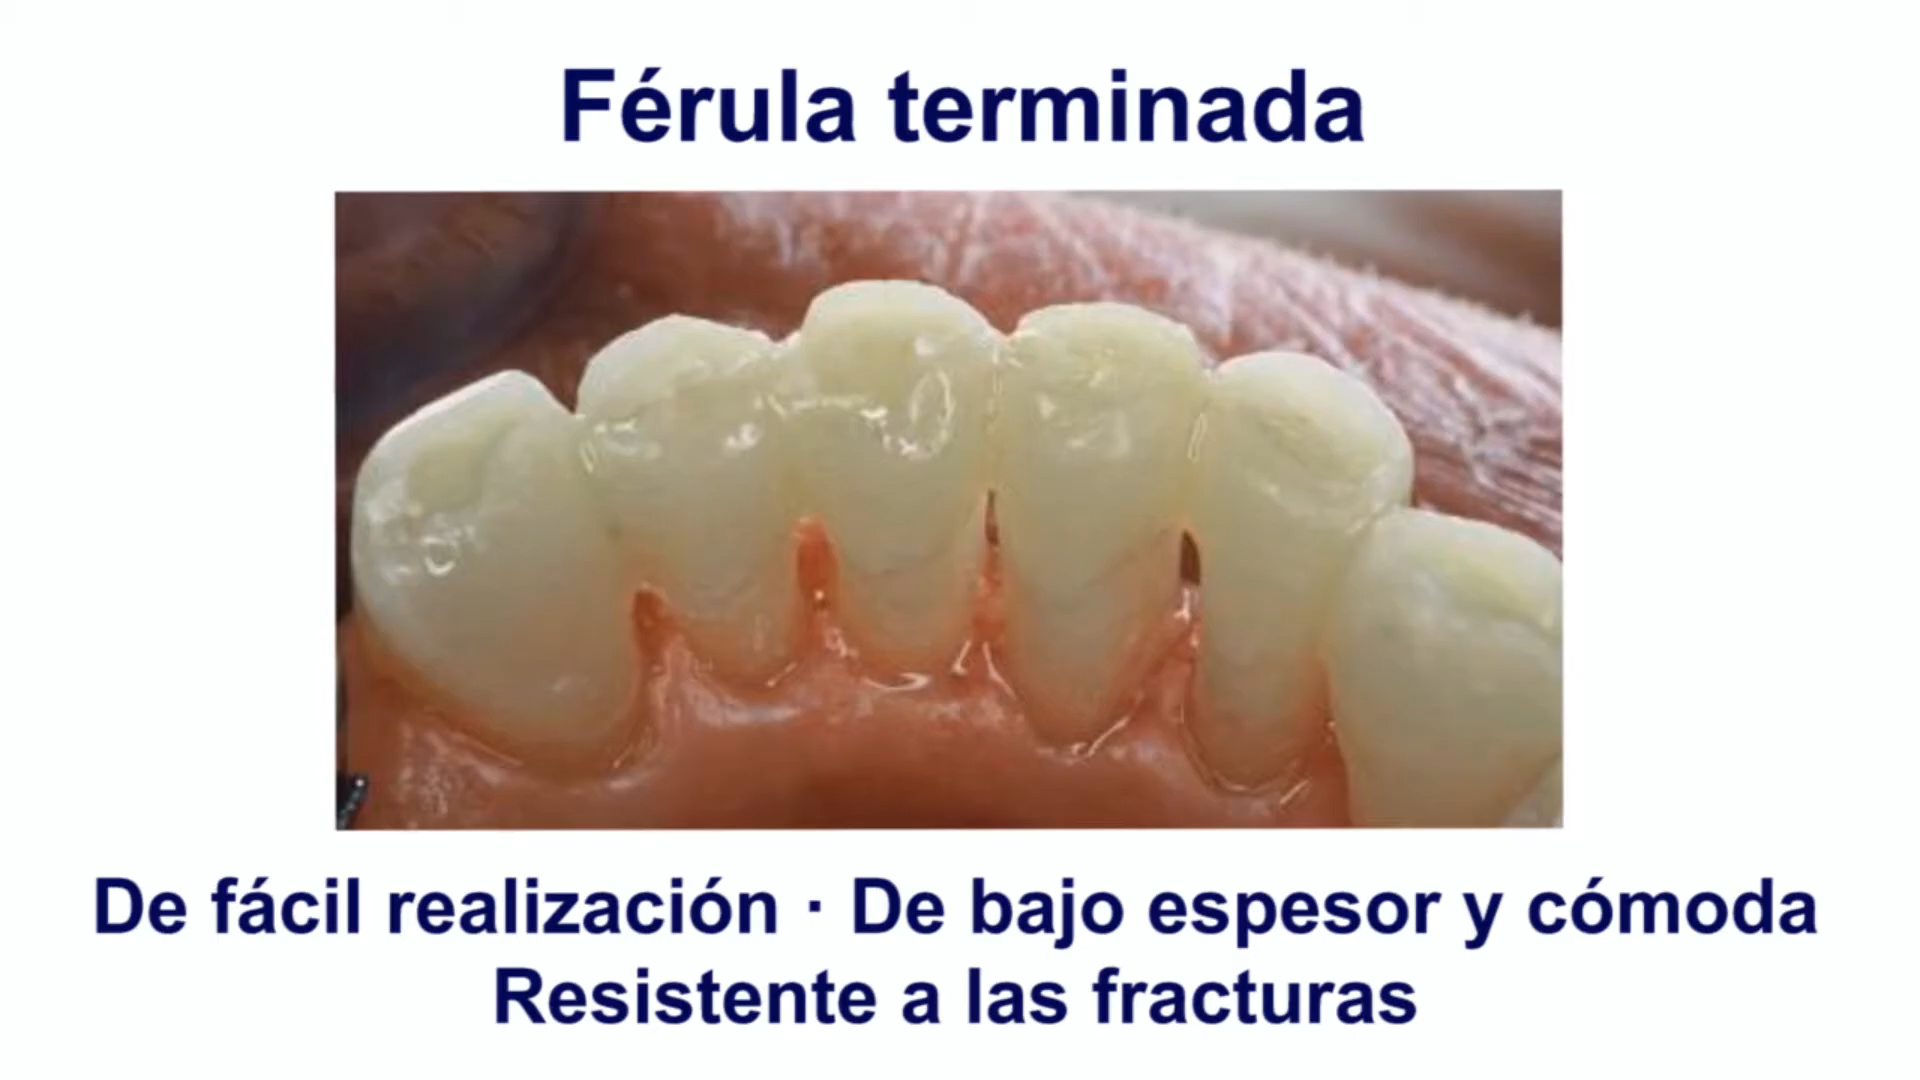 Férula terminada
De fácil realización · De bajo espesor y cómoda
Resistente a las fracturas